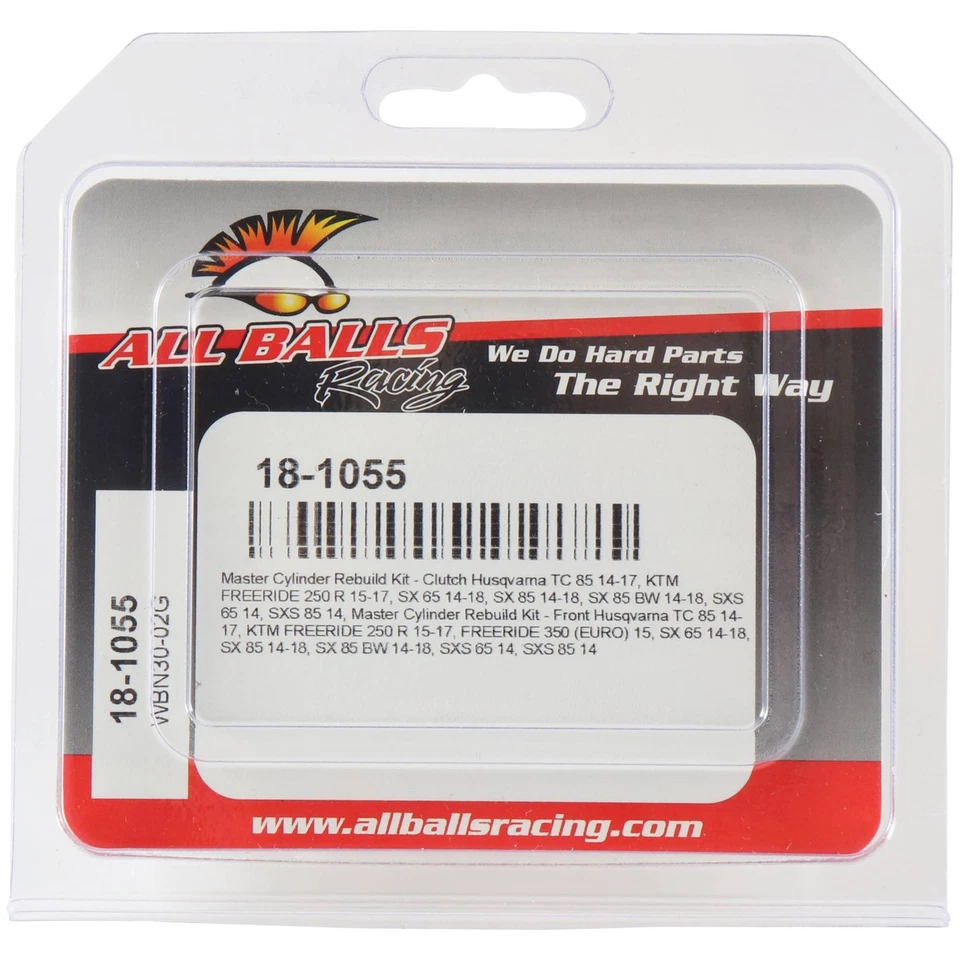 ALL BALLS
Racing
We Do Hard Parts
The Right Way
18-1055
Master Cylinder Rebuild Kit - Clutch Husqvarna TC 85 14-17, KTM
FREERIDE 250 R 15-17, SX 65 14-18, SX 85 14-18, SX 85 BW 14-18, SXS
65 14, SXS 85 14, Master Cylinder Rebuild Kit - Front Husqvarna TC 85 14-
17, KTM FREERIDE 250 R 15-17, FREERIDE 350 (EURO) 15, SX 65 14-18,
SX 85 14-18, SX 85 BW 14-18, SXS 65 14, SXS 85 14
18-1055
WBN30-02G
www.allballsracing.com